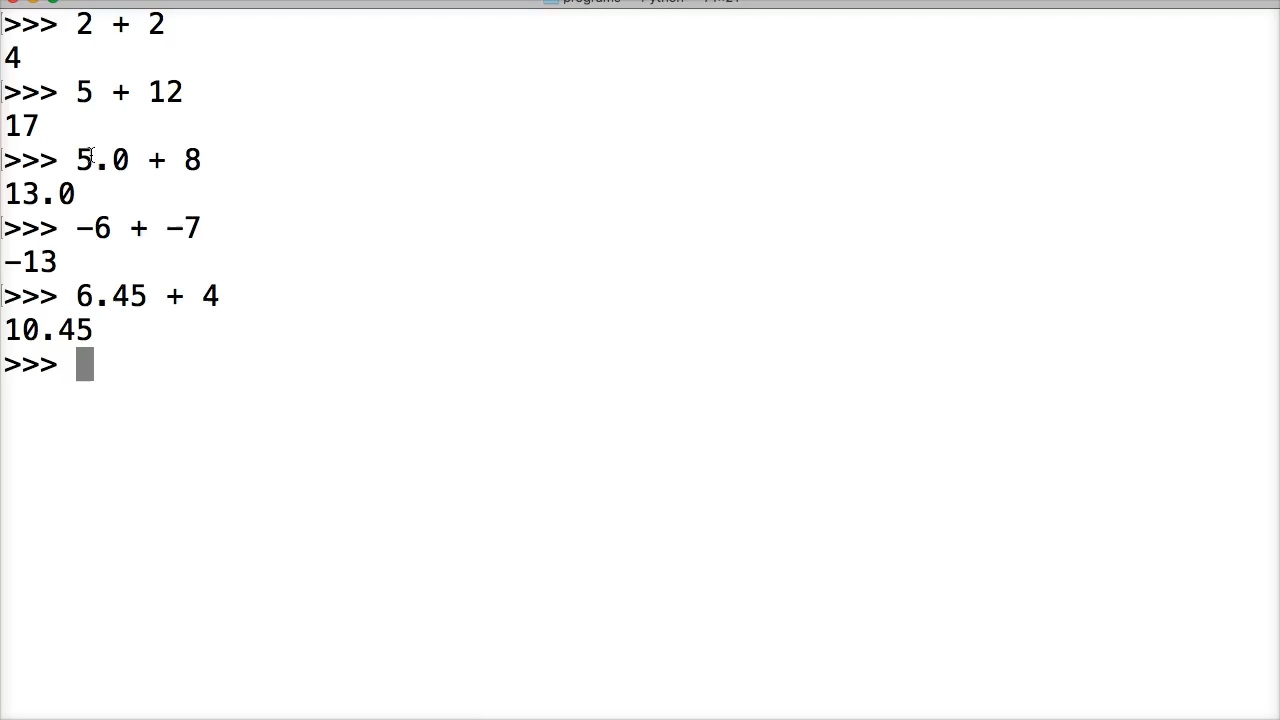 >>> 2 + 2
4
>>> 5 + 12
17
>>> 5.0 + 8
13.0
>>> -6 + -7
-13
>>> 6.45 + 4
10.45
>>>